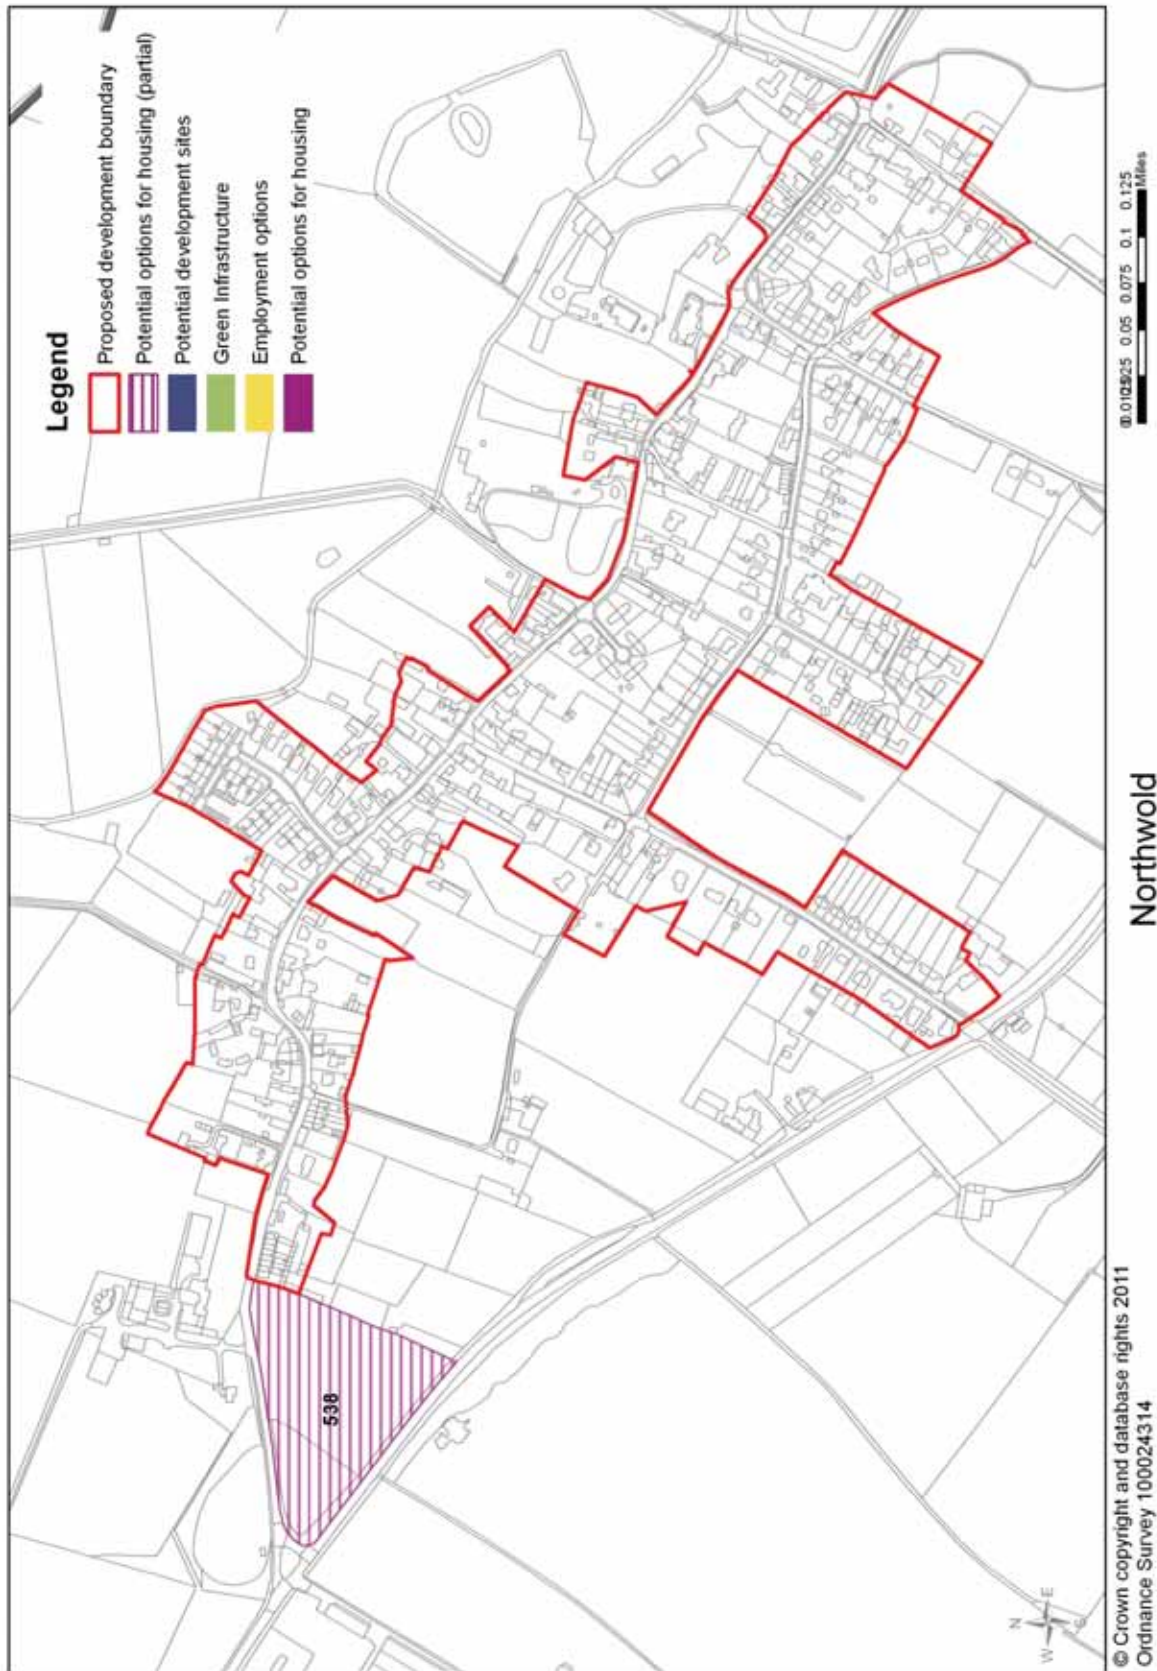 Legend
Proposed development boundary
Potential options for housing (partial)
Potential development sites
Green Infrastructure
Employment options
Potential options for housing
538
N
W E
S
0.05 0.075 0.1 0.125
Miles
Northwold
© Crown copyright and database rights 2011
Ordnance Survey 100024314